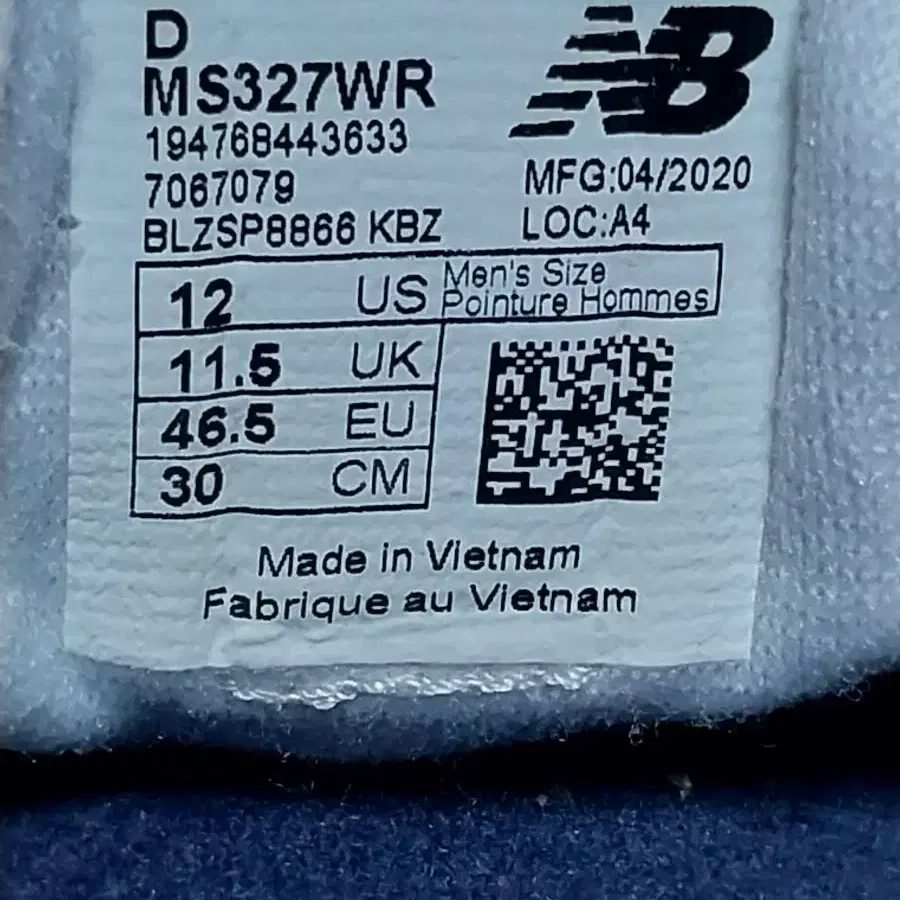 D
MS327WR
194768443633
7067079
BLZSP8866 KBZ
NB
MFG:04/2020
LOC:A4
12 US Men's Size
Pointure Hommes
11.5 UK
46.5 EU
30 CM
Made in Vietnam
Fabrique au Vietnam